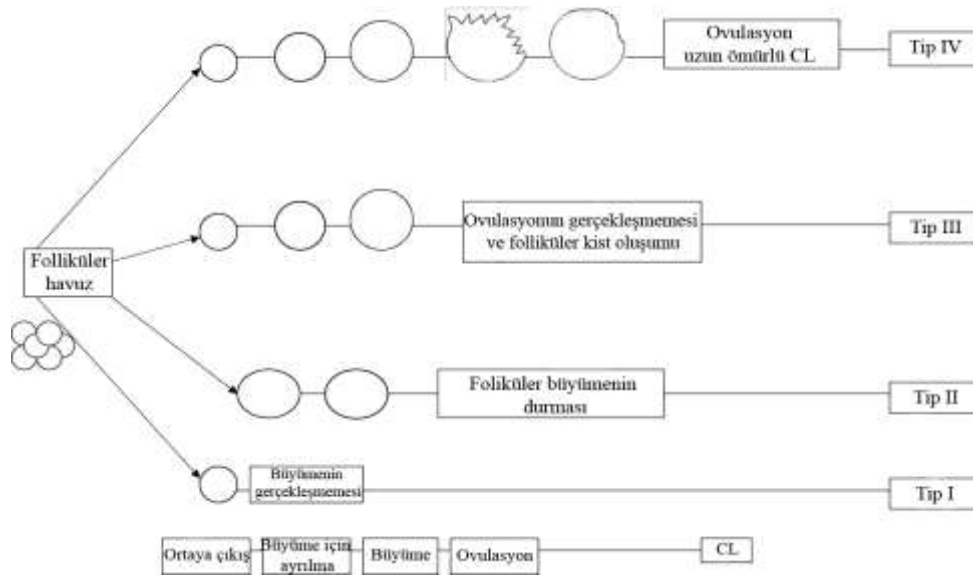 Ovulasyon
uzun ömürlü CL
Tip IV
Ovulasyonun gerçekleşmemesi
ve folliküler kist oluşumu
Tip III
Folliküler
havuz
Foliküler büyümenin
durması
Tip II
Büyümenin
gerçekleşmemesi
Tip I
Ortaya çıkış
Büyüme için
ayrılma
Büyüme
Ovulasyon
CL